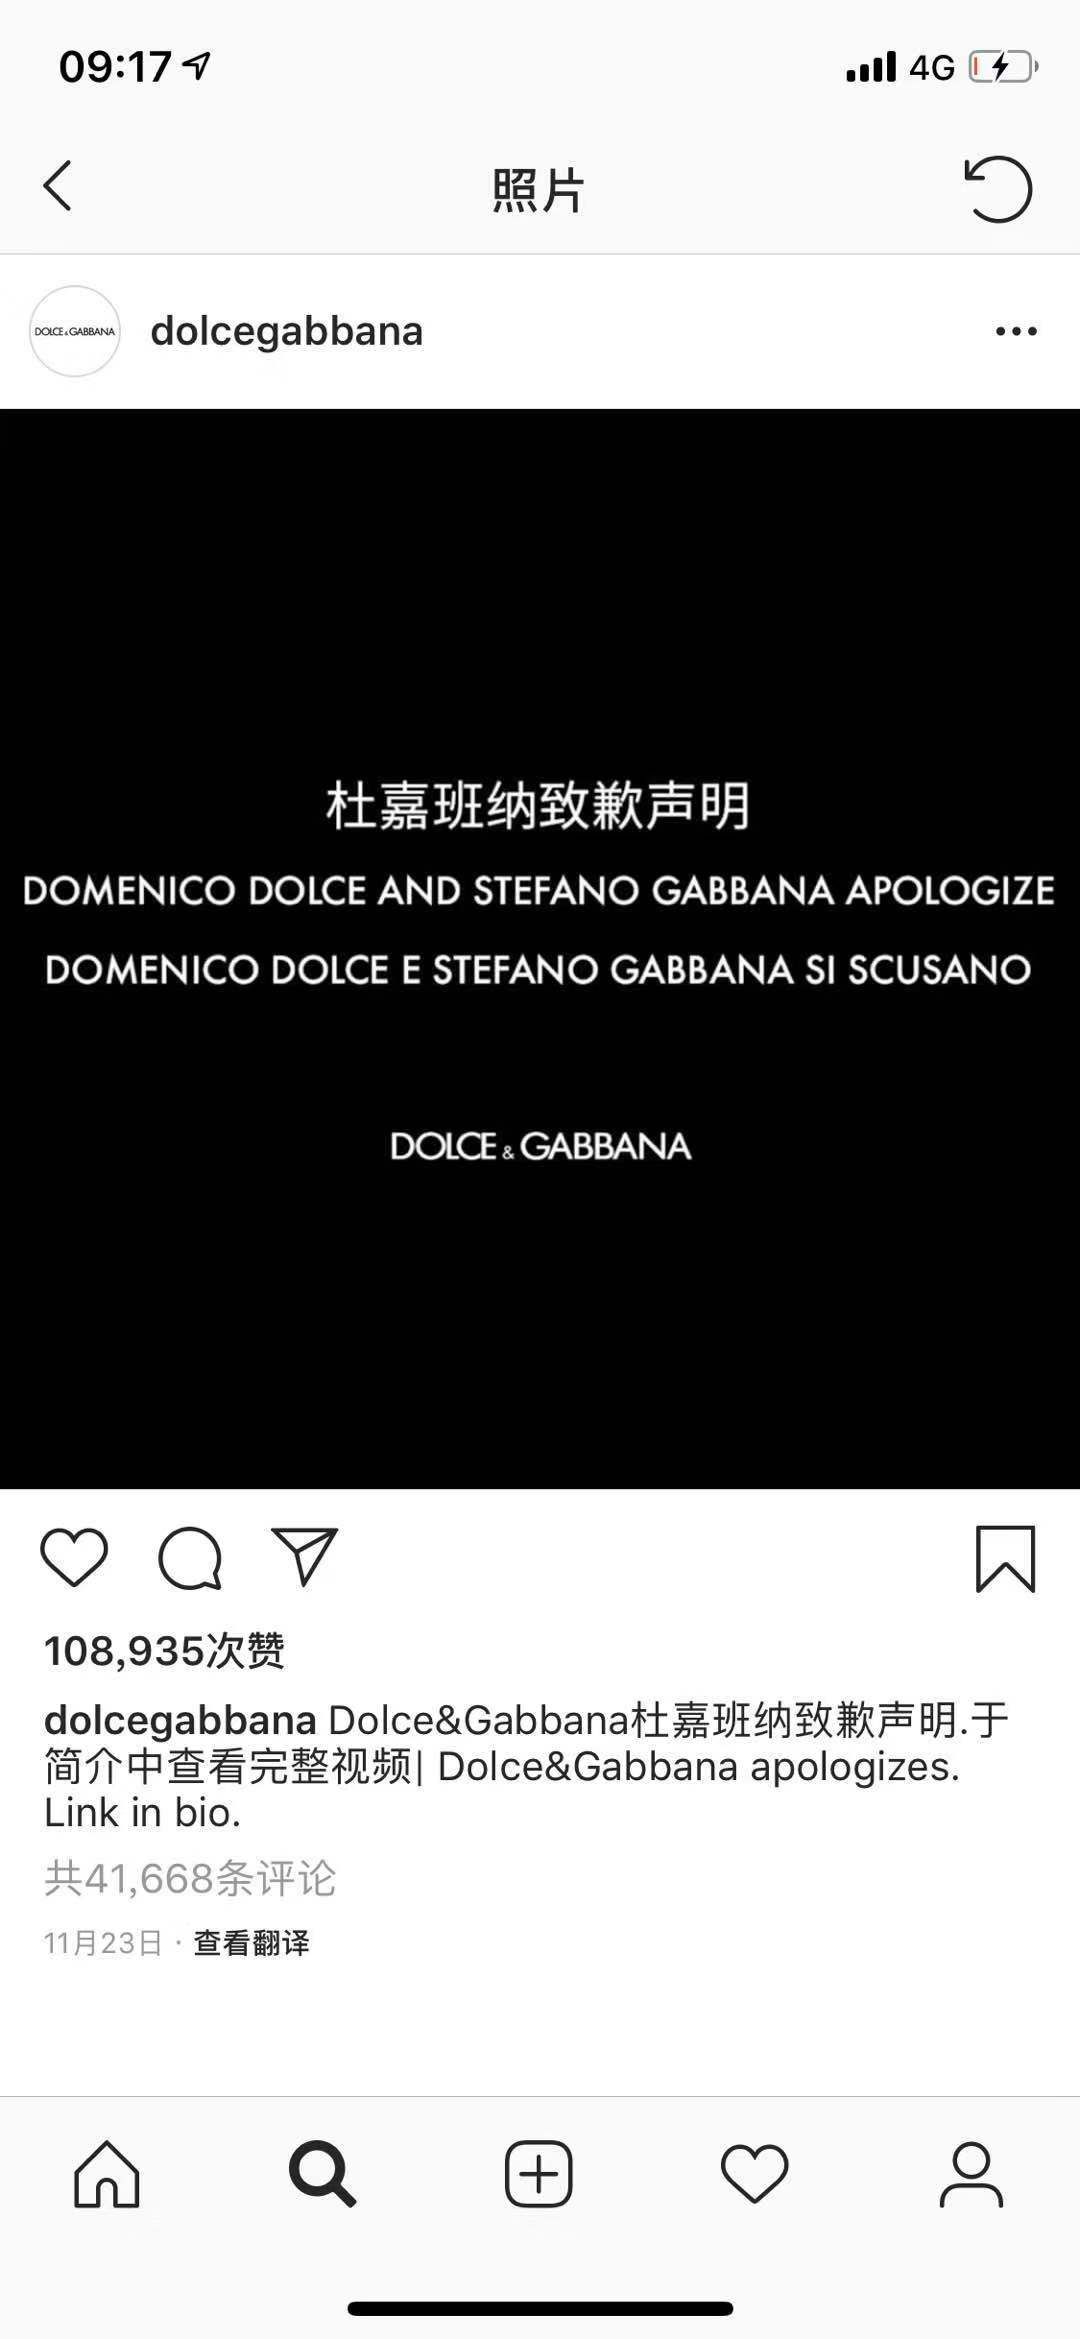 09:17
4G
照片
DOLCE&GABBANA
dolcegabbana
杜嘉班纳致歉声明
DOMENICO DOLCE AND STEFANO GABBANA APOLOGIZE
DOMENICO DOLCE E STEFANO GABBANA SI SCUSANO
DOLCE&GABBANA
108,935次赞
dolcegabbana Dolce&Gabbana杜嘉班纳致歉声明.于
简介中查看完整视频| Dolce&Gabbana apologizes.
Link in bio.
共41,668条评论
11月23日 · 查看翻译